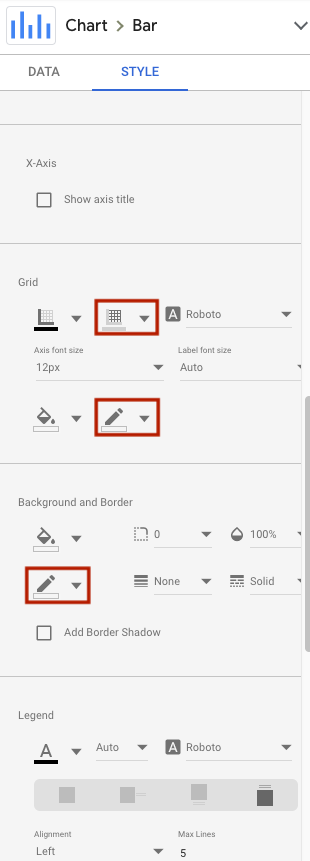 Chart > Bar
DATA STYLE
X-Axis
Show axis title
Grid
A Roboto
Axis font size Label font size
12px Auto
Background and Border
0 100%
None Solid
Add Border Shadow
Legend
A Auto A Roboto
Alignment Max Lines
Left 5